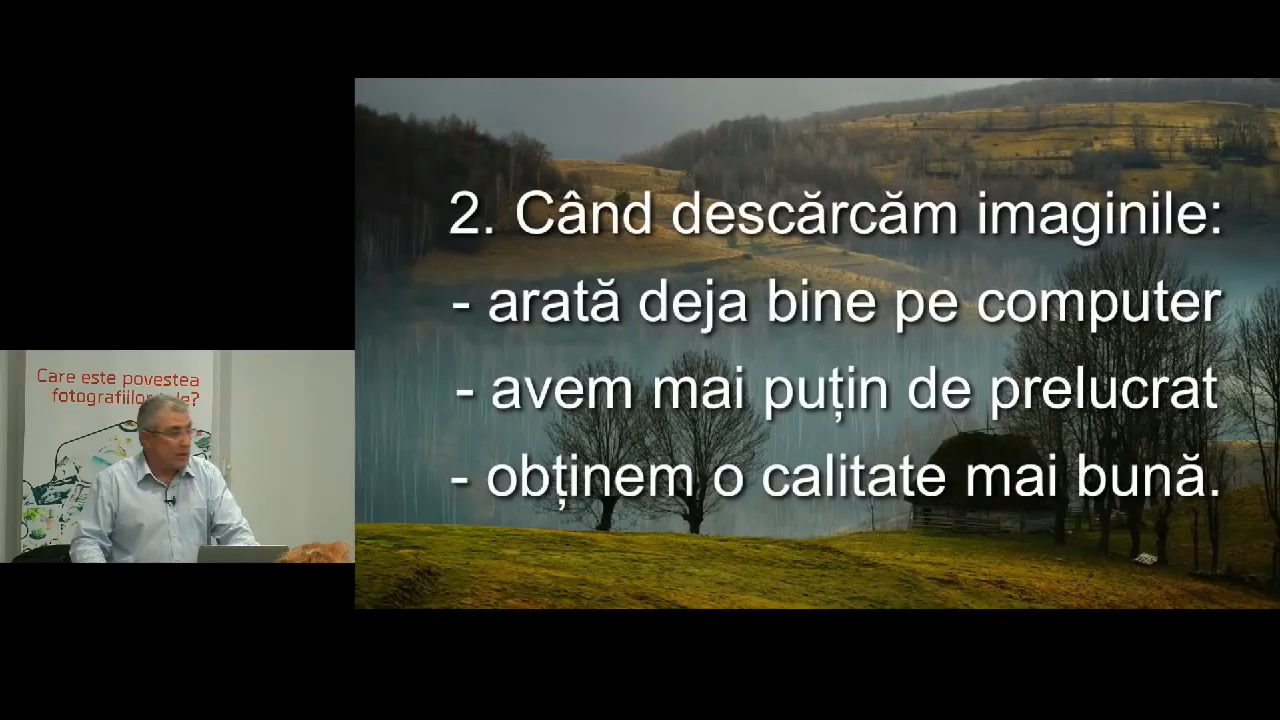 2. Când descărcăm imaginile:
- arată deja bine pe computer
- avem mai puțin de prelucrat
- obținem o calitate mai bună.
Care este povestea
fotografiilor